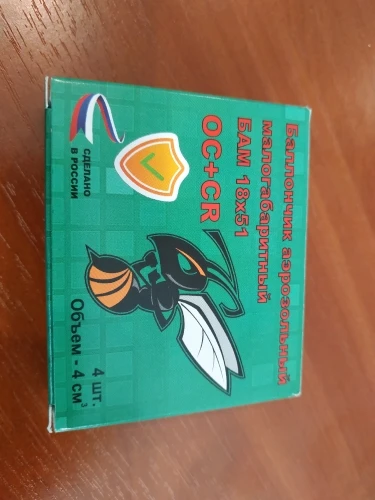 Баллончик аэрозольный
малогабаритный
БАМ 18х51
OC+CR
СДЕЛАНО
В РОССИИ
4 шт.
Объем - 4 см³